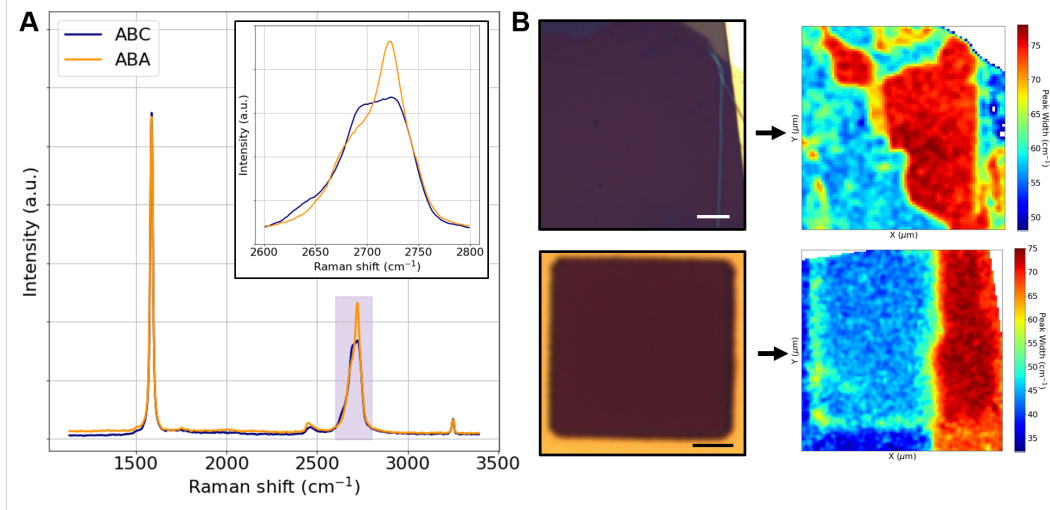 A
ABC
ABA
Intensity (a.u.)
Raman shift (cm⁻¹)
1500
2000
2500
3000
3500
Intensity (a.u.)
2600
2650
2700
2750
2800
Raman shift (cm⁻¹)
B
Y (μm)
X (μm)
75
70
65
60
55
50
Peak Width (cm⁻¹)
Y (μm)
X (μm)
75
70
65
60
55
50
45
40
35
Peak Width (cm⁻¹)